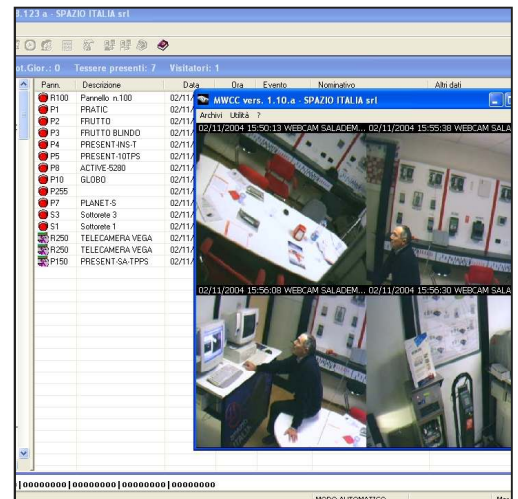 3.123 a - SPAZIO ITALIA srl
ot.Gior.: 0 Tessere presenti: 7 Visitatori: 1
Pann. Descrizione Data Ora Evento Nominativo Altri dati
R100 Pannello n.100 02/11/
P1 PRATIC 02/11/
P2 FRUTTO 02/11/
P3 FRUTTO BLINDO 02/11/
P4 PRESENT-INS-T 02/11/
P5 PRESENT-10TPS 02/11/
P8 ACTIVE-5280 02/11/
P10 GLOBO 02/11/
P255 02/11/
P7 PLANET-S 02/11/
S3 Sottorete 3 02/11/
S1 Sottorete 1 02/11/
R250 TELECAMERA VEGA 02/11/
R250 TELECAMERA VEGA 02/11/
P150 PRESENT-SA-TPPS 02/11/
MWCC vers. 1.10.a - SPAZIO ITALIA srl
Archivi Utilità ?
02/11/2004 15:50:13 WEBCAM SALADEM...
02/11/2004 15:55:38 WEBCAM SAL
02/11/2004 15:56:08 WEBCAM SALADEM...
02/11/2004 15:56:30 WEBCAM SAL
SPAZIO
ITALIA
|00000000|00000000|00000000|00000000
MODO AUTOMATICO